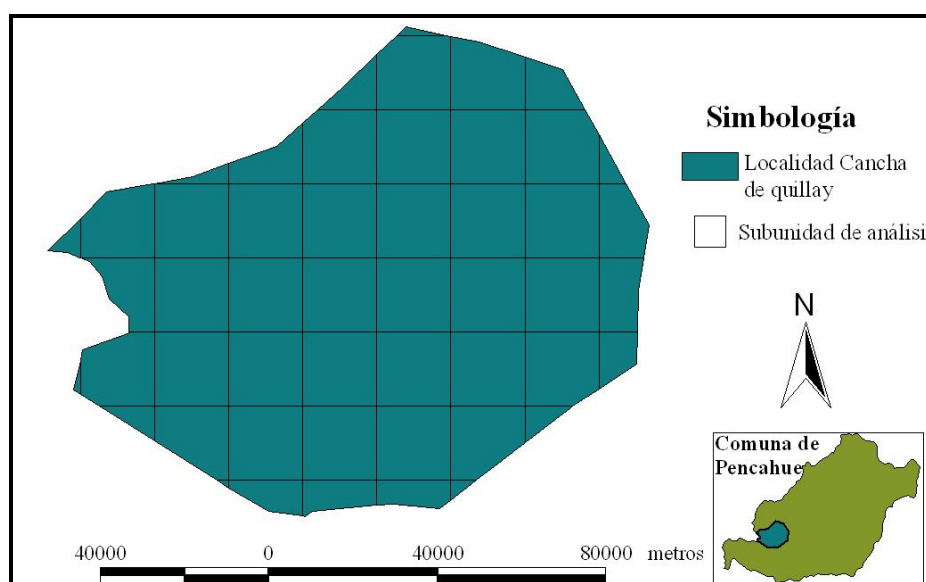 Simbología
Localidad Cancha
de quillay
Subunidad de análisi
N
Comuna de
Pencahue
40000 0 40000 80000 metros